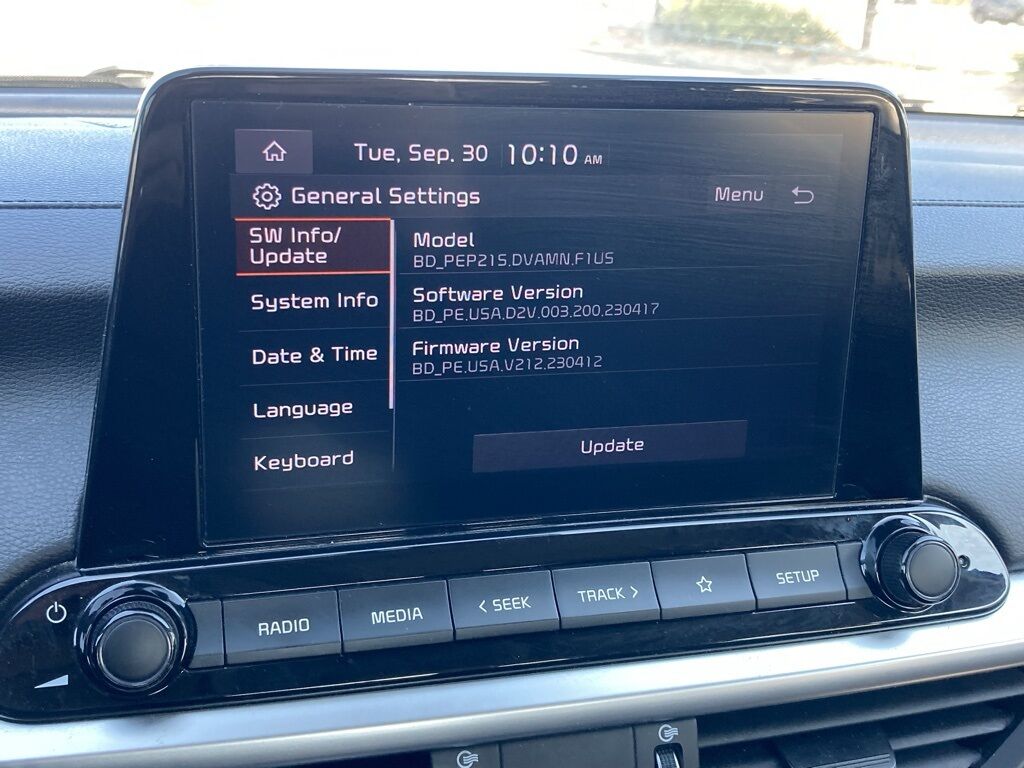 Tue, Sep. 30 10:10 AM
General Settings
Menu
SW Info/
Update
System Info
Date & Time
Language
Keyboard
Model
BD_PEP21S.DVAMN.F1US
Software Version
BD_PE.USA.D2V.003.200.230417
Firmware Version
BD_PE.USA.V212.230412
Update
RADIO
MEDIA
< SEEK
TRACK >
SETUP